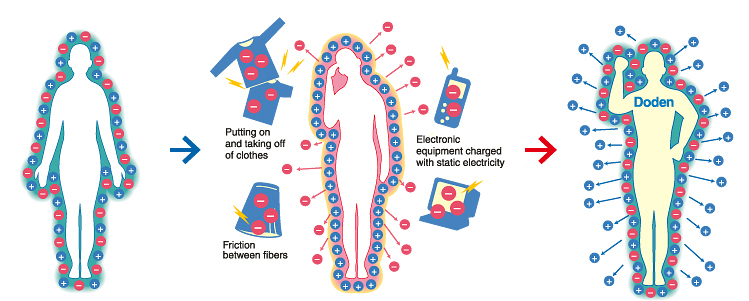 Putting on
and taking off
of clothes
Friction
between fibers
Electronic
equipment charged
with static electricity
Doden